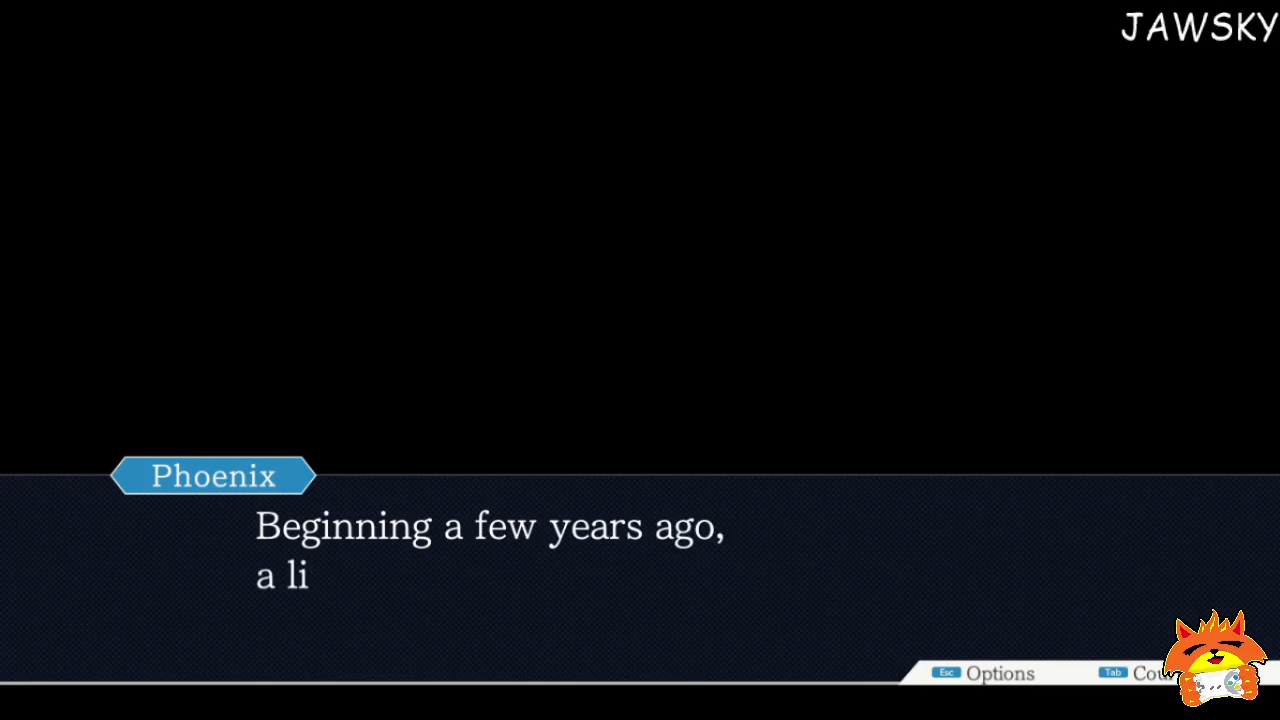 JAWSKY
Phoenix
Beginning a few years ago,
a li
Esc Options
Tab